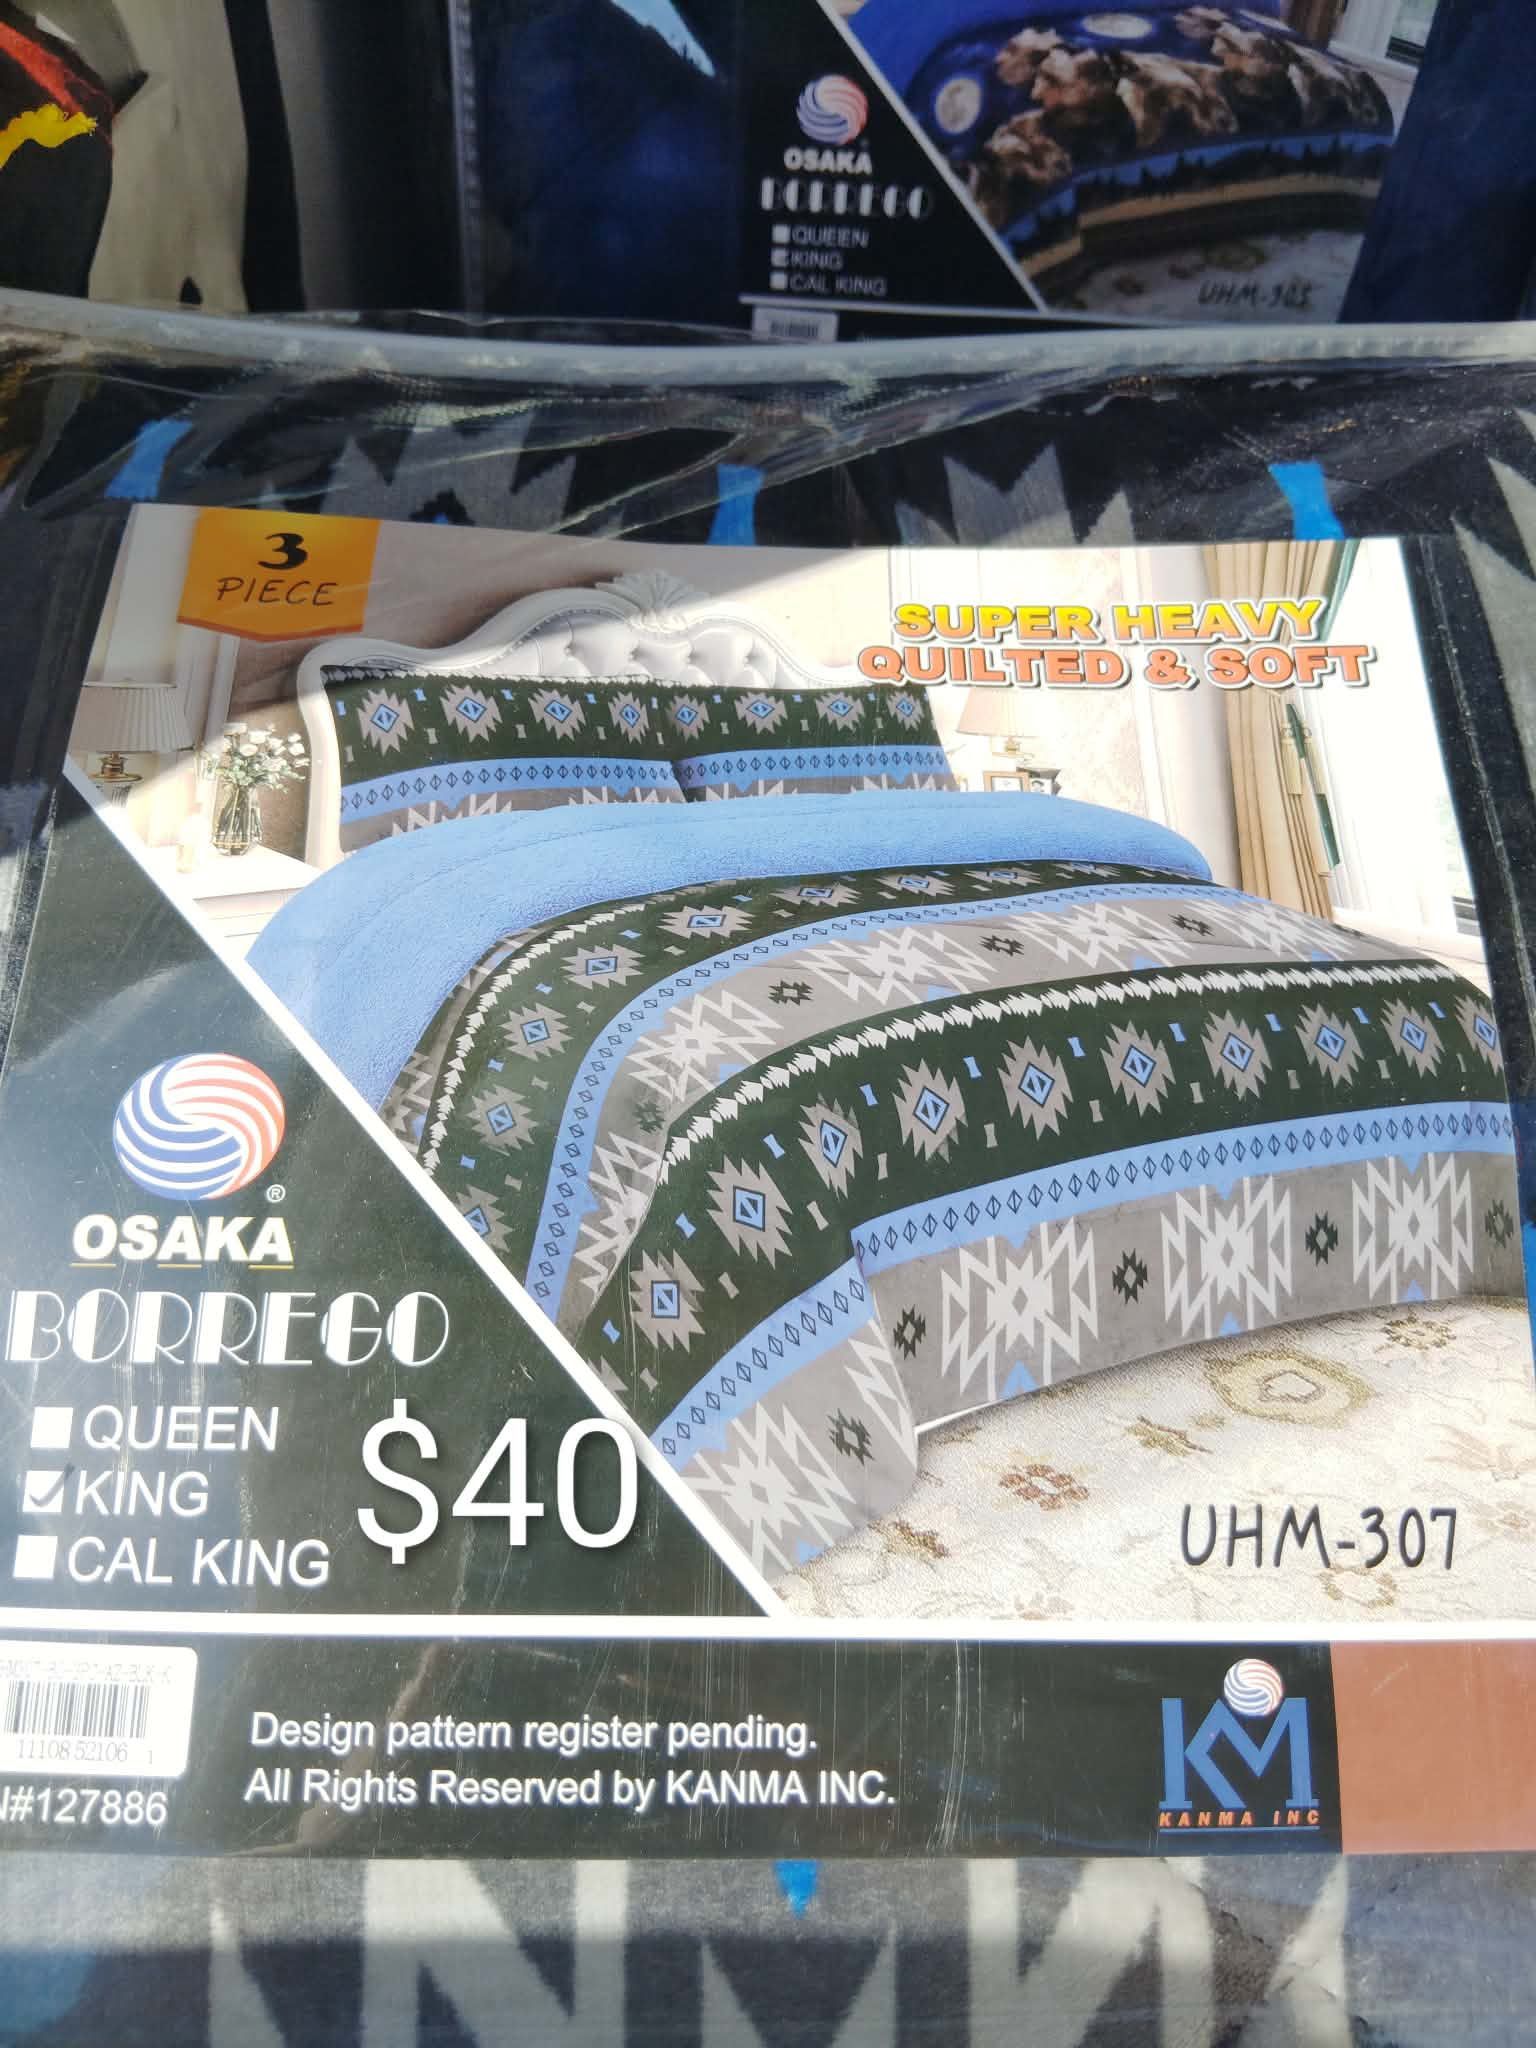 OSAKA
BORREGO
QUEEN
KING
CAL KING
UHM-305
3
PIECE
SUPER HEAVY
QUILTED & SOFT
®
OSAKA
BORREGO
QUEEN
KING
CAL KING
$40
UHM-307
11108 52106 1
N#127886
Design pattern register pending.
All Rights Reserved by KANMA INC.
KM
KANMA INC